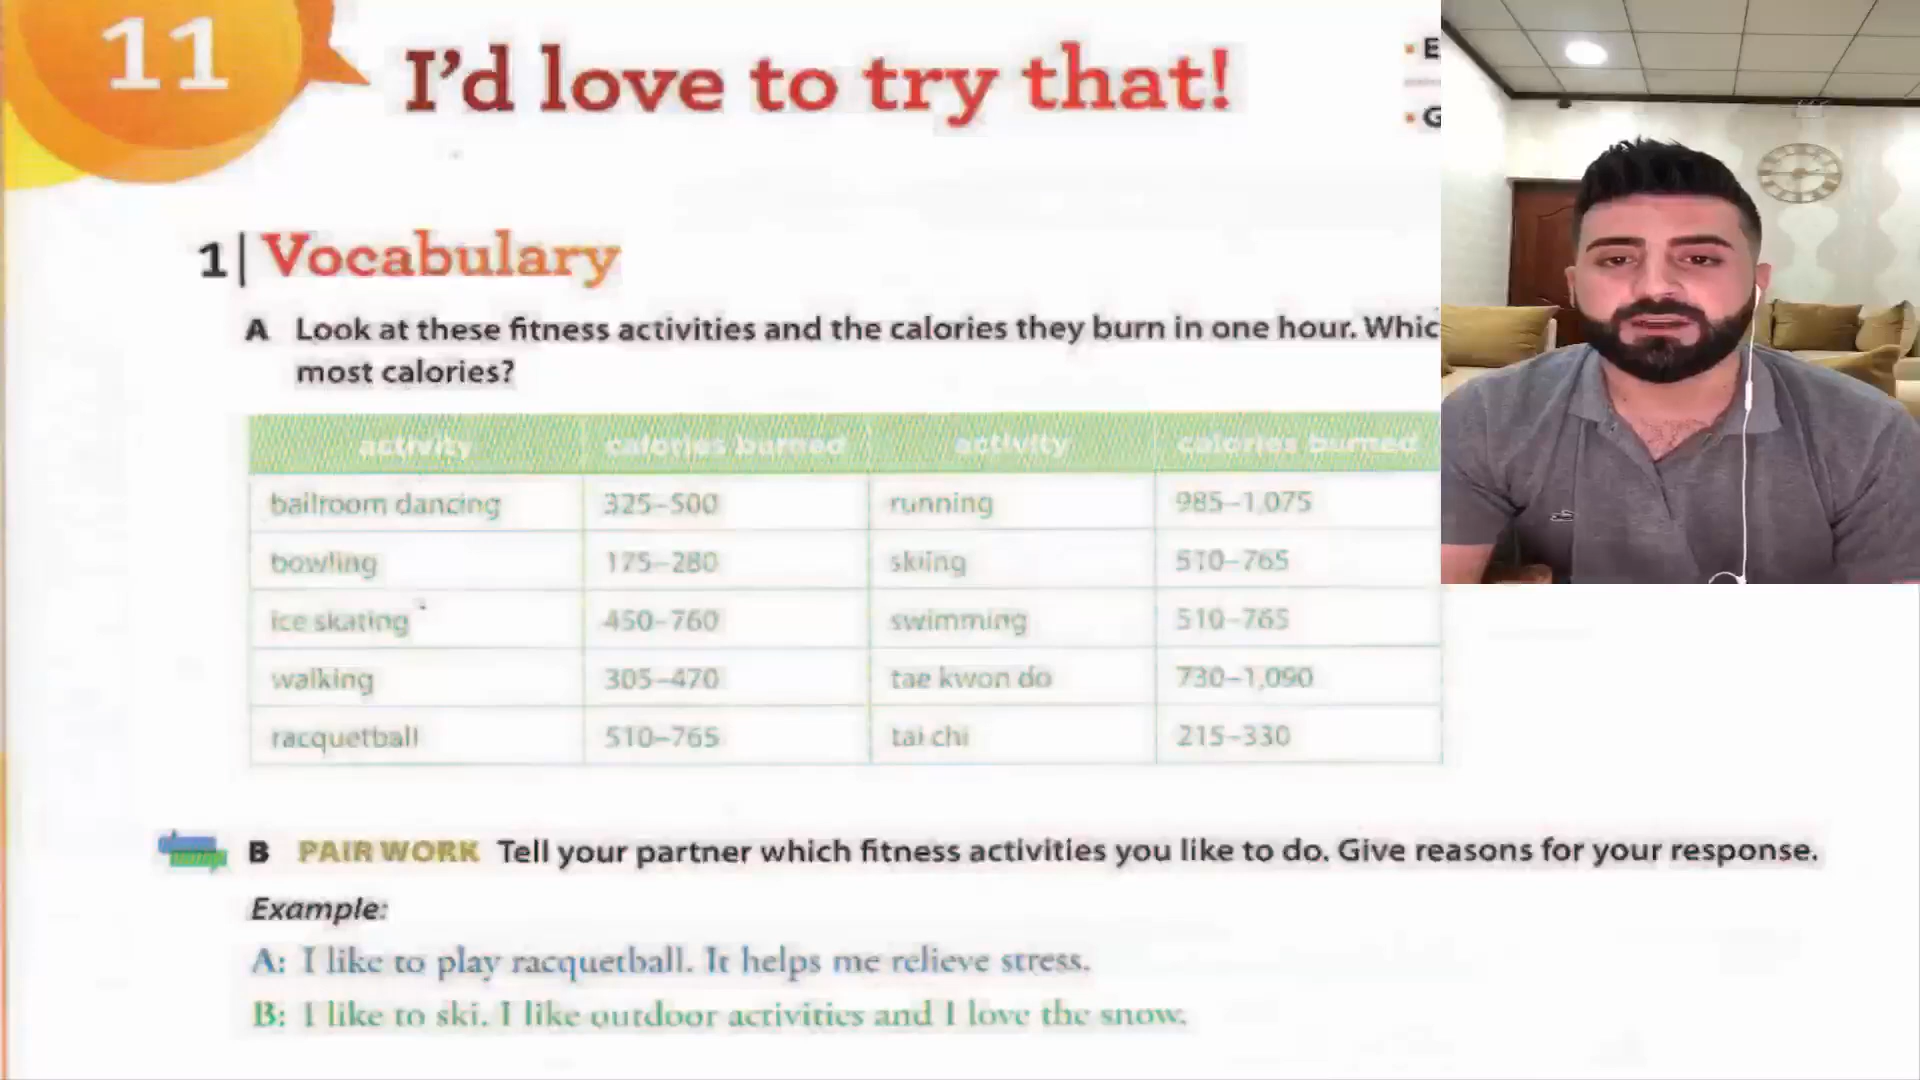 11
I'd love to try that!
E
G
1 | Vocabulary
A Look at these fitness activities and the calories they burn in one hour. Whic
most calories?
activity calories burned activity calories burned
ballroom dancing 325–500 running 985–1,075
bowling 175–280 skiing 510–765
ice skating 450–760 swimming 510–765
walking 305–470 tae kwon do 730–1,090
racquetball 510–765 tai chi 215–330
B PAIR WORK Tell your partner which fitness activities you like to do. Give reasons for your response.
Example:
A: I like to play racquetball. It helps me relieve stress.
B: I like to ski. I like outdoor activities and I love the snow.